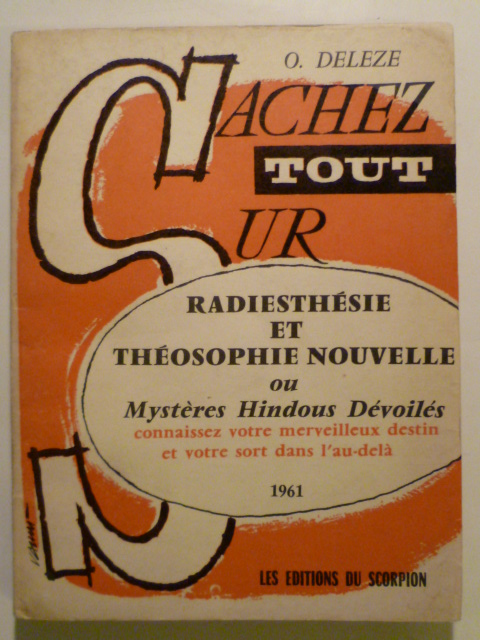 O. DELEZE
SACHEZ
TOUT
SUR
RADIESTHÉSIE
ET
THÉOSOPHIE NOUVELLE
ou
Mystères Hindous Dévoilés
connaissez votre merveilleux destin
et votre sort dans l'au-delà
1961
LES EDITIONS DU SCORPION